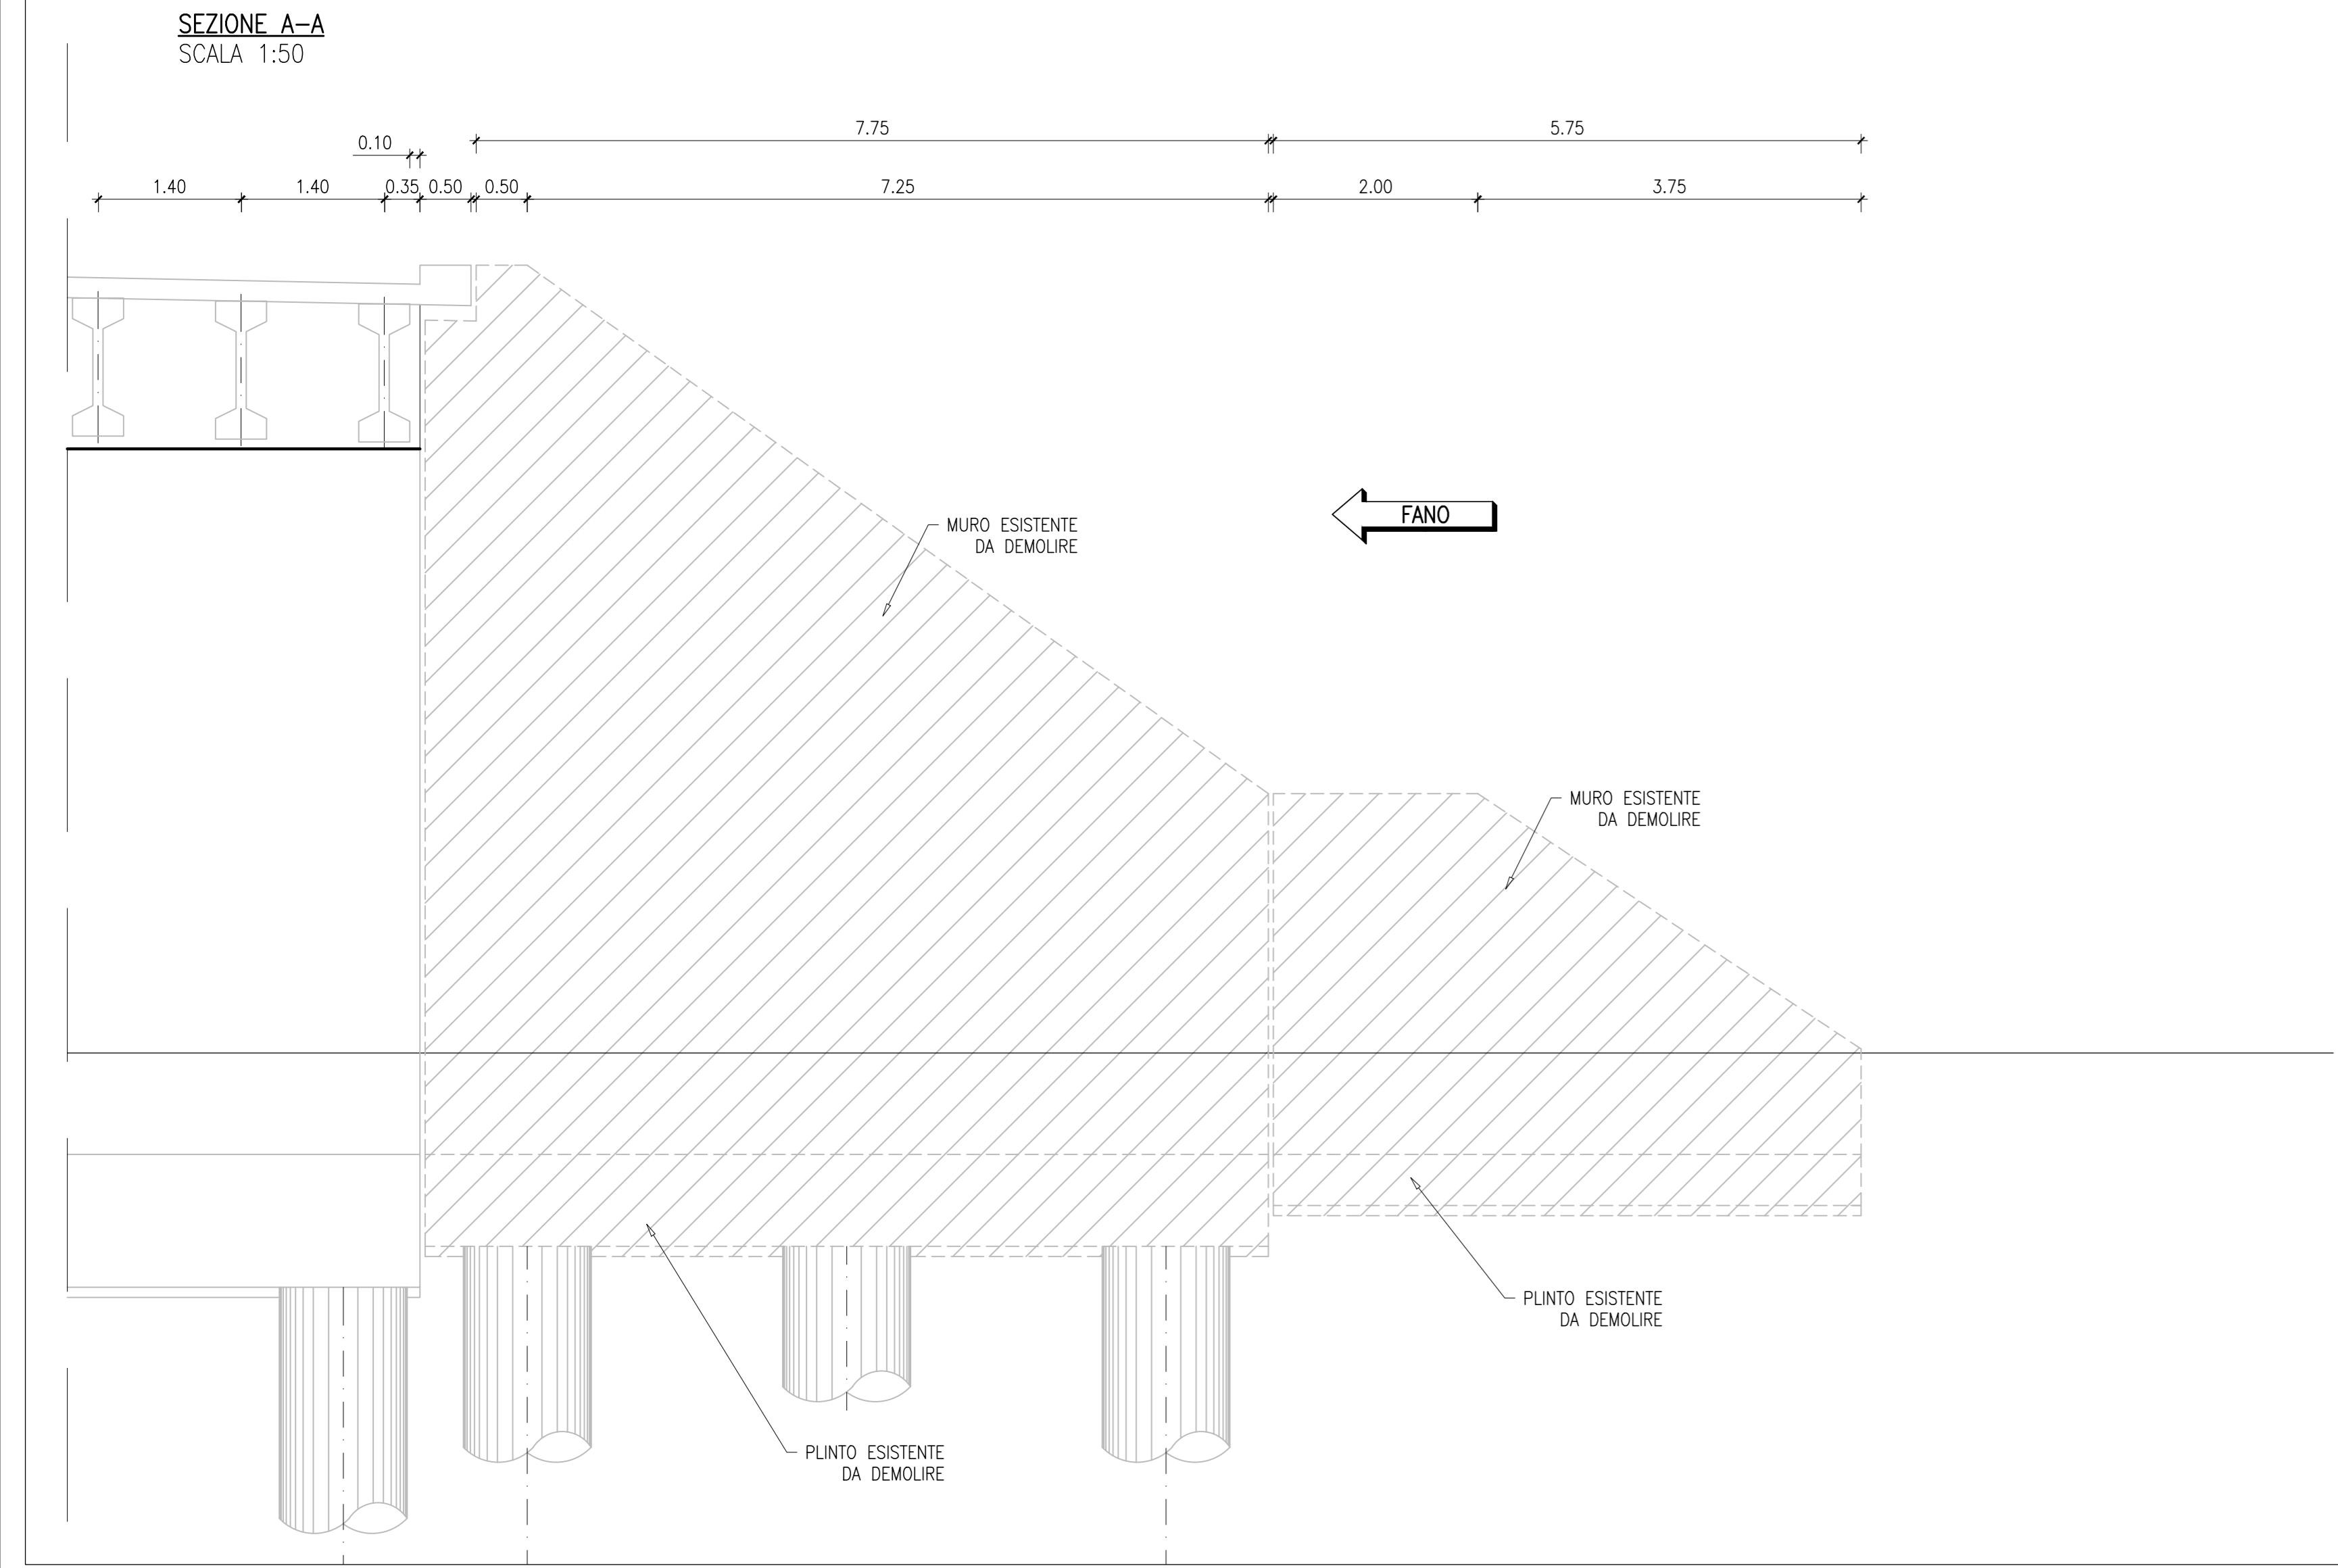 SEZIONE A-A
SCALA 1:50
7.75
5.75
0.10
1.40
1.40
0.35
0.50
0.50
7.25
2.00
3.75
FANO
MURO ESISTENTE
DA DEMOLIRE
MURO ESISTENTE
DA DEMOLIRE
PLINTO ESISTENTE
DA DEMOLIRE
PLINTO ESISTENTE
DA DEMOLIRE